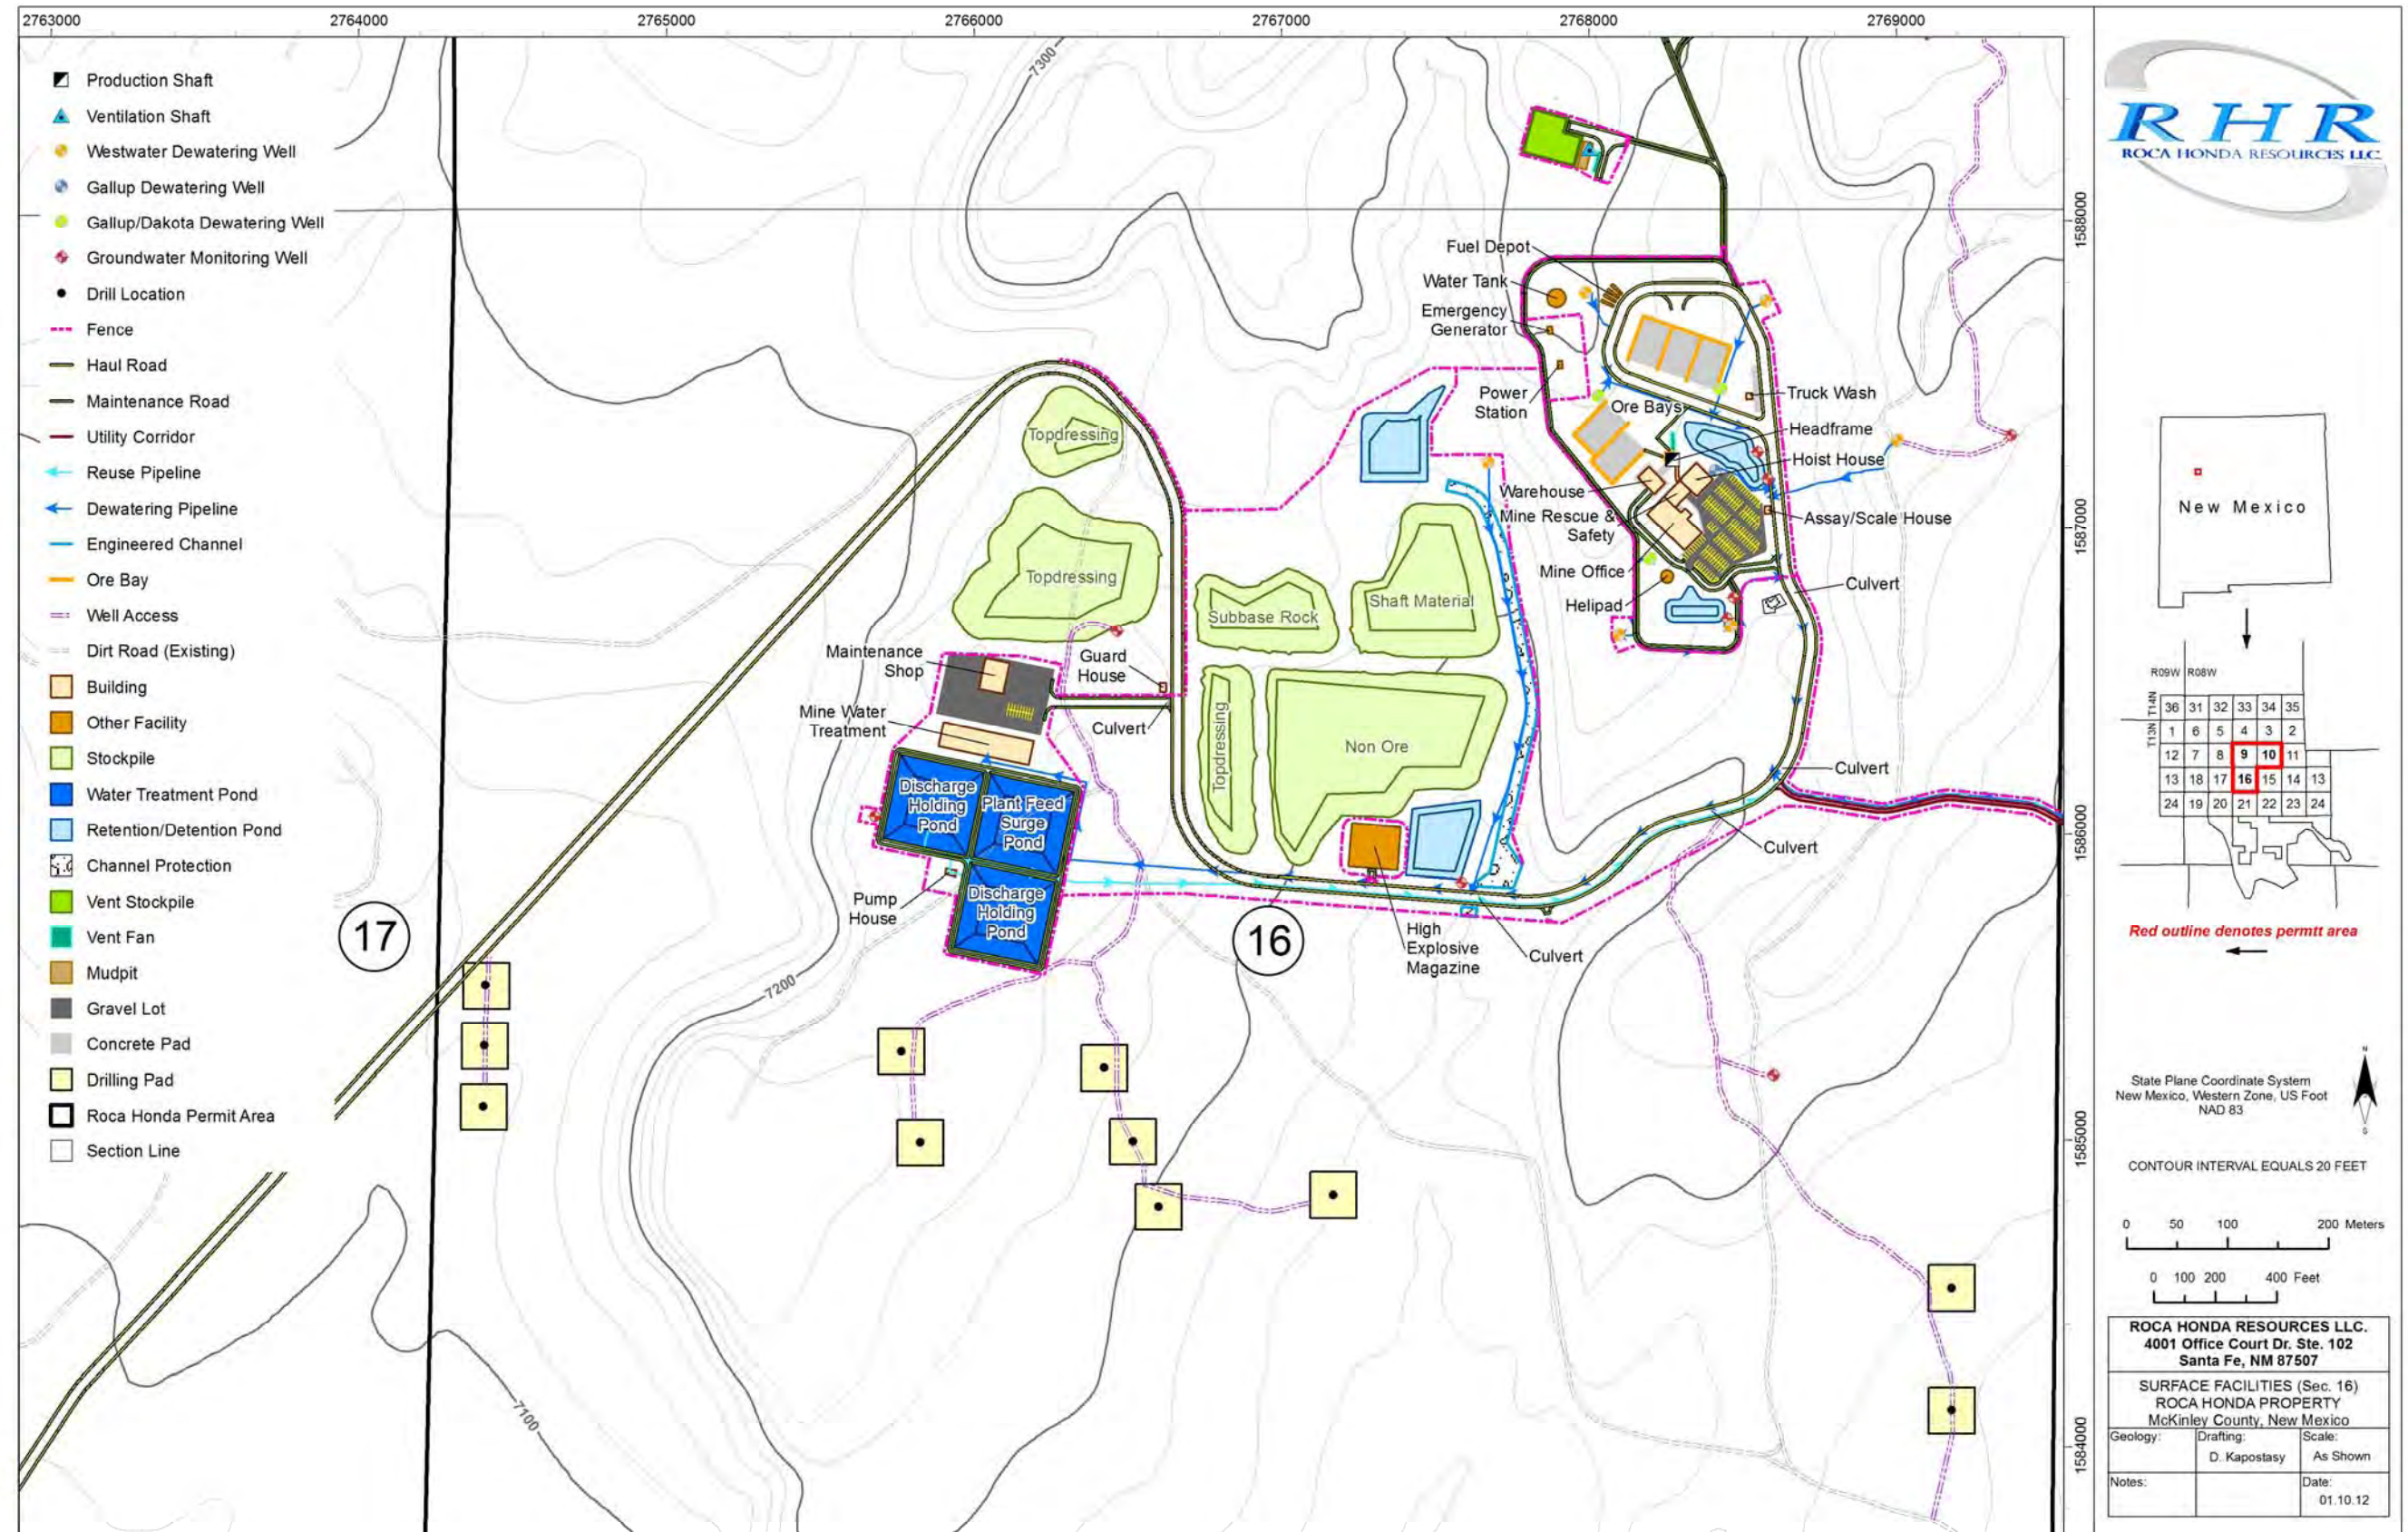 2763000
2764000
2765000
2766000
2767000
2768000
2769000
Production Shaft
Ventilation Shaft
Westwater Dewatering Well
Gallup Dewatering Well
Gallup/Dakota Dewatering Well
Groundwater Monitoring Well
Drill Location
Fence
Haul Road
Maintenance Road
Utility Corridor
Reuse Pipeline
Dewatering Pipeline
Engineered Channel
Ore Bay
Well Access
Dirt Road (Existing)
Building
Other Facility
Stockpile
Water Treatment Pond
Retention/Detention Pond
Channel Protection
Vent Stockpile
Vent Fan
Mudpit
Gravel Lot
Concrete Pad
Drilling Pad
Roca Honda Permit Area
Section Line
7300
Fuel Depot
Water Tank
Emergency
Generator
Power
Station
Ore Bays
Truck Wash
Headframe
Hoist House
Warehouse
Mine Rescue &
Safety
Assay/Scale House
Mine Office
Helipad
Culvert
Topdressing
Topdressing
Subbase Rock
Shaft Material
Maintenance
Shop
Guard
House
Mine Water
Treatment
Culvert
Topdressing
Non Ore
Culvert
Discharge
Holding
Pond
Plant Feed
Surge
Pond
Culvert
Pump
House
Discharge
Holding
Pond
17
16
High
Explosive
Magazine
Culvert
7200
7100
1588000
1587000
1586000
1585000
1584000
RHR
ROCA HONDA RESOURCES LLC
New Mexico
R09W R08W
T14N
T13N
36 31 32 33 34 35
1 6 5 4 3 2
12 7 8 9 10 11
13 18 17 16 15 14 13
24 19 20 21 22 23 24
Red outline denotes permtt area
N
S
State Plane Coordinate System
New Mexico, Western Zone, US Foot
NAD 83
CONTOUR INTERVAL EQUALS 20 FEET
0 50 100 200 Meters
0 100 200 400 Feet
ROCA HONDA RESOURCES LLC.
4001 Office Court Dr. Ste. 102
Santa Fe, NM 87507
SURFACE FACILITIES (Sec. 16)
ROCA HONDA PROPERTY
McKinley County, New Mexico
Geology:
Drafting:
D. Kapostasy
Scale:
As Shown
Notes:
Date:
01.10.12